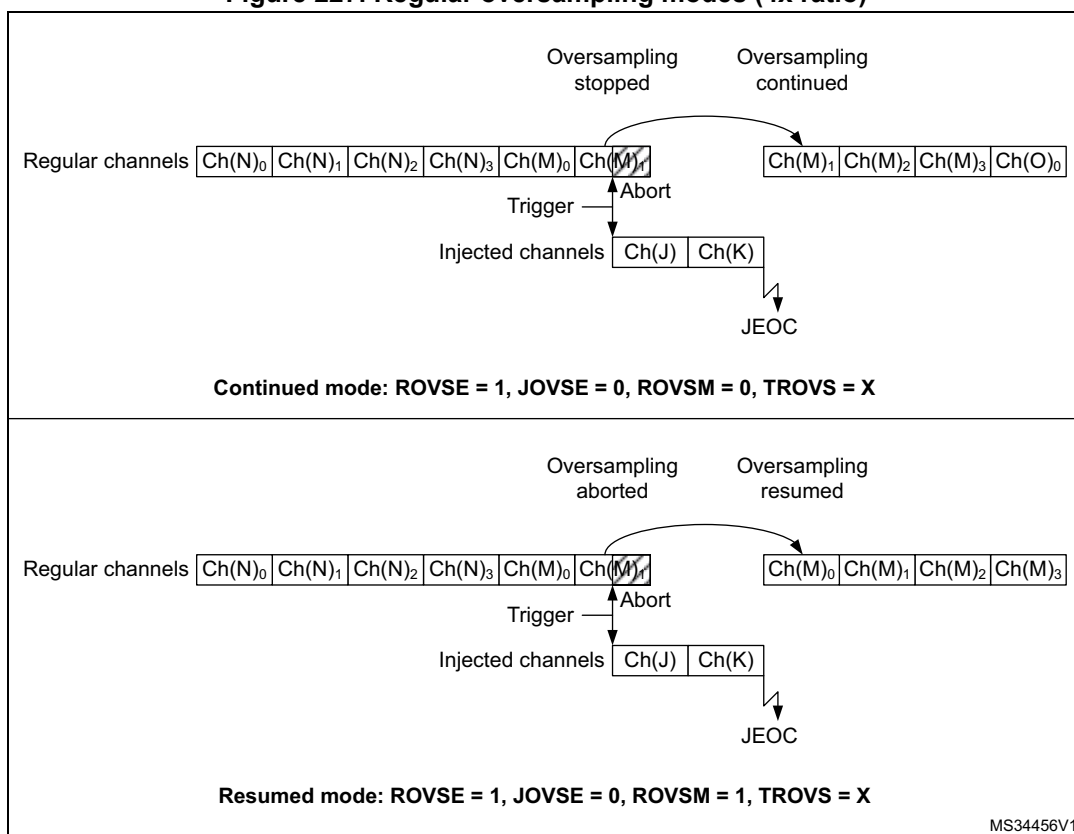 Figure 227. Regular oversampling modes (4x ratio)
Oversampling stopped
Oversampling continued
Regular channels Ch(N)₀ Ch(N)₁ Ch(N)₂ Ch(N)₃ Ch(M)₀ Ch(M)₁ Ch(M)₁ Ch(M)₂ Ch(M)₃ Ch(O)₀
Abort
Trigger
Injected channels Ch(J) Ch(K)
JEOC
Continued mode: ROVSE = 1, JOVSE = 0, ROVSM = 0, TROVS = X
Oversampling aborted
Oversampling resumed
Regular channels Ch(N)₀ Ch(N)₁ Ch(N)₂ Ch(N)₃ Ch(M)₀ Ch(M)₁ Ch(M)₀ Ch(M)₁ Ch(M)₂ Ch(M)₃
Abort
Trigger
Injected channels Ch(J) Ch(K)
JEOC
Resumed mode: ROVSE = 1, JOVSE = 0, ROVSM = 1, TROVS = X
MS34456V1